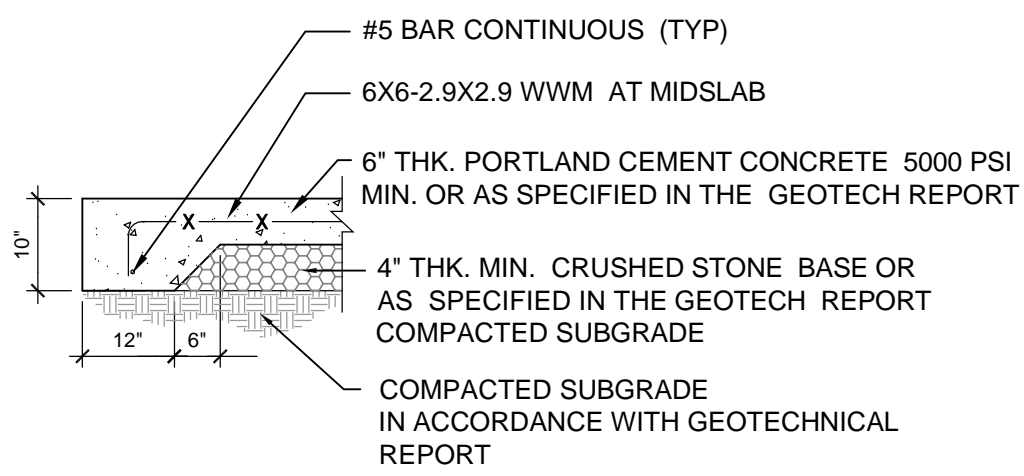 #5 BAR CONTINUOUS (TYP)
6X6-2.9X2.9 WWM AT MIDSLAB
6" THK. PORTLAND CEMENT CONCRETE 5000 PSI
MIN. OR AS SPECIFIED IN THE GEOTECH REPORT
X X
10"
4" THK. MIN. CRUSHED STONE BASE OR
AS SPECIFIED IN THE GEOTECH REPORT
COMPACTED SUBGRADE
12" 6"
COMPACTED SUBGRADE
IN ACCORDANCE WITH GEOTECHNICAL
REPORT